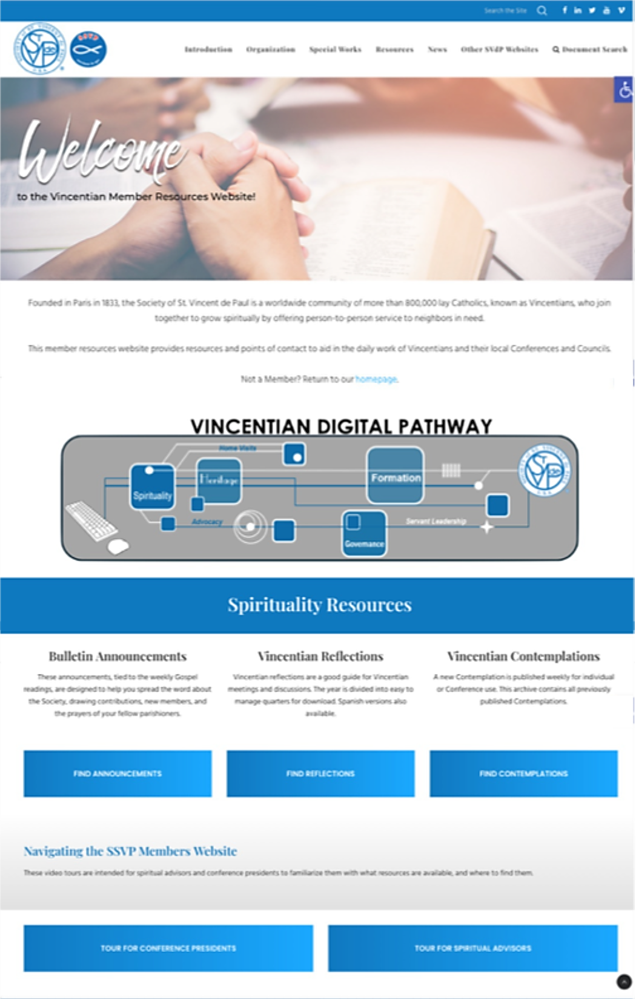 Search the Site
Introduction Organization Special Works Resources News Other SVdP Websites Document Search
Welcome
to the Vincentian Member Resources Website!
Founded in Paris in 1833, the Society of St. Vincent de Paul is a worldwide community of more than 800,000 lay Catholics, known as Vincentians, who join
together to grow spiritually by offering person-to-person service to neighbors in need.
This member resources website provides resources and points of contact to aid in the daily work of Vincentians and their local Conferences and Councils.
Not a Member? Return to our homepage.
VINCENTIAN DIGITAL PATHWAY
Home Visits
Spirituality
Heritage
Formation
Advocacy
Servant Leadership
Governance
Spirituality Resources
Bulletin Announcements
These announcements, tied to the weekly Gospel
readings, are designed to help you spread the word about
the Society, drawing contributions, new members, and
the prayers of your fellow parishioners.
FIND ANNOUNCEMENTS
Vincentian Reflections
Vincentian reflections are a good guide for Vincentian
meetings and discussions. The year is divided into easy to
manage quarters for download. Spanish versions also
available.
FIND REFLECTIONS
Vincentian Contemplations
A new Contemplation is published weekly for individual
or Conference use. This archive contains all previously
published Contemplations.
FIND CONTEMPLATIONS
Navigating the SSVP Members Website
These video tours are intended for spiritual advisors and conference presidents to familiarize them with what resources are available, and where to find them.
TOUR FOR CONFERENCE PRESIDENTS
TOUR FOR SPIRITUAL ADVISORS